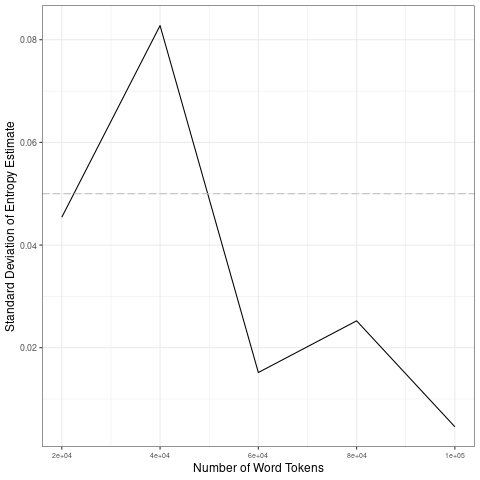 Standard Deviation of Entropy Estimate
0.08
0.06
0.04
0.02
2e+04 4e+04 6e+04 8e+04 1e+05
Number of Word Tokens